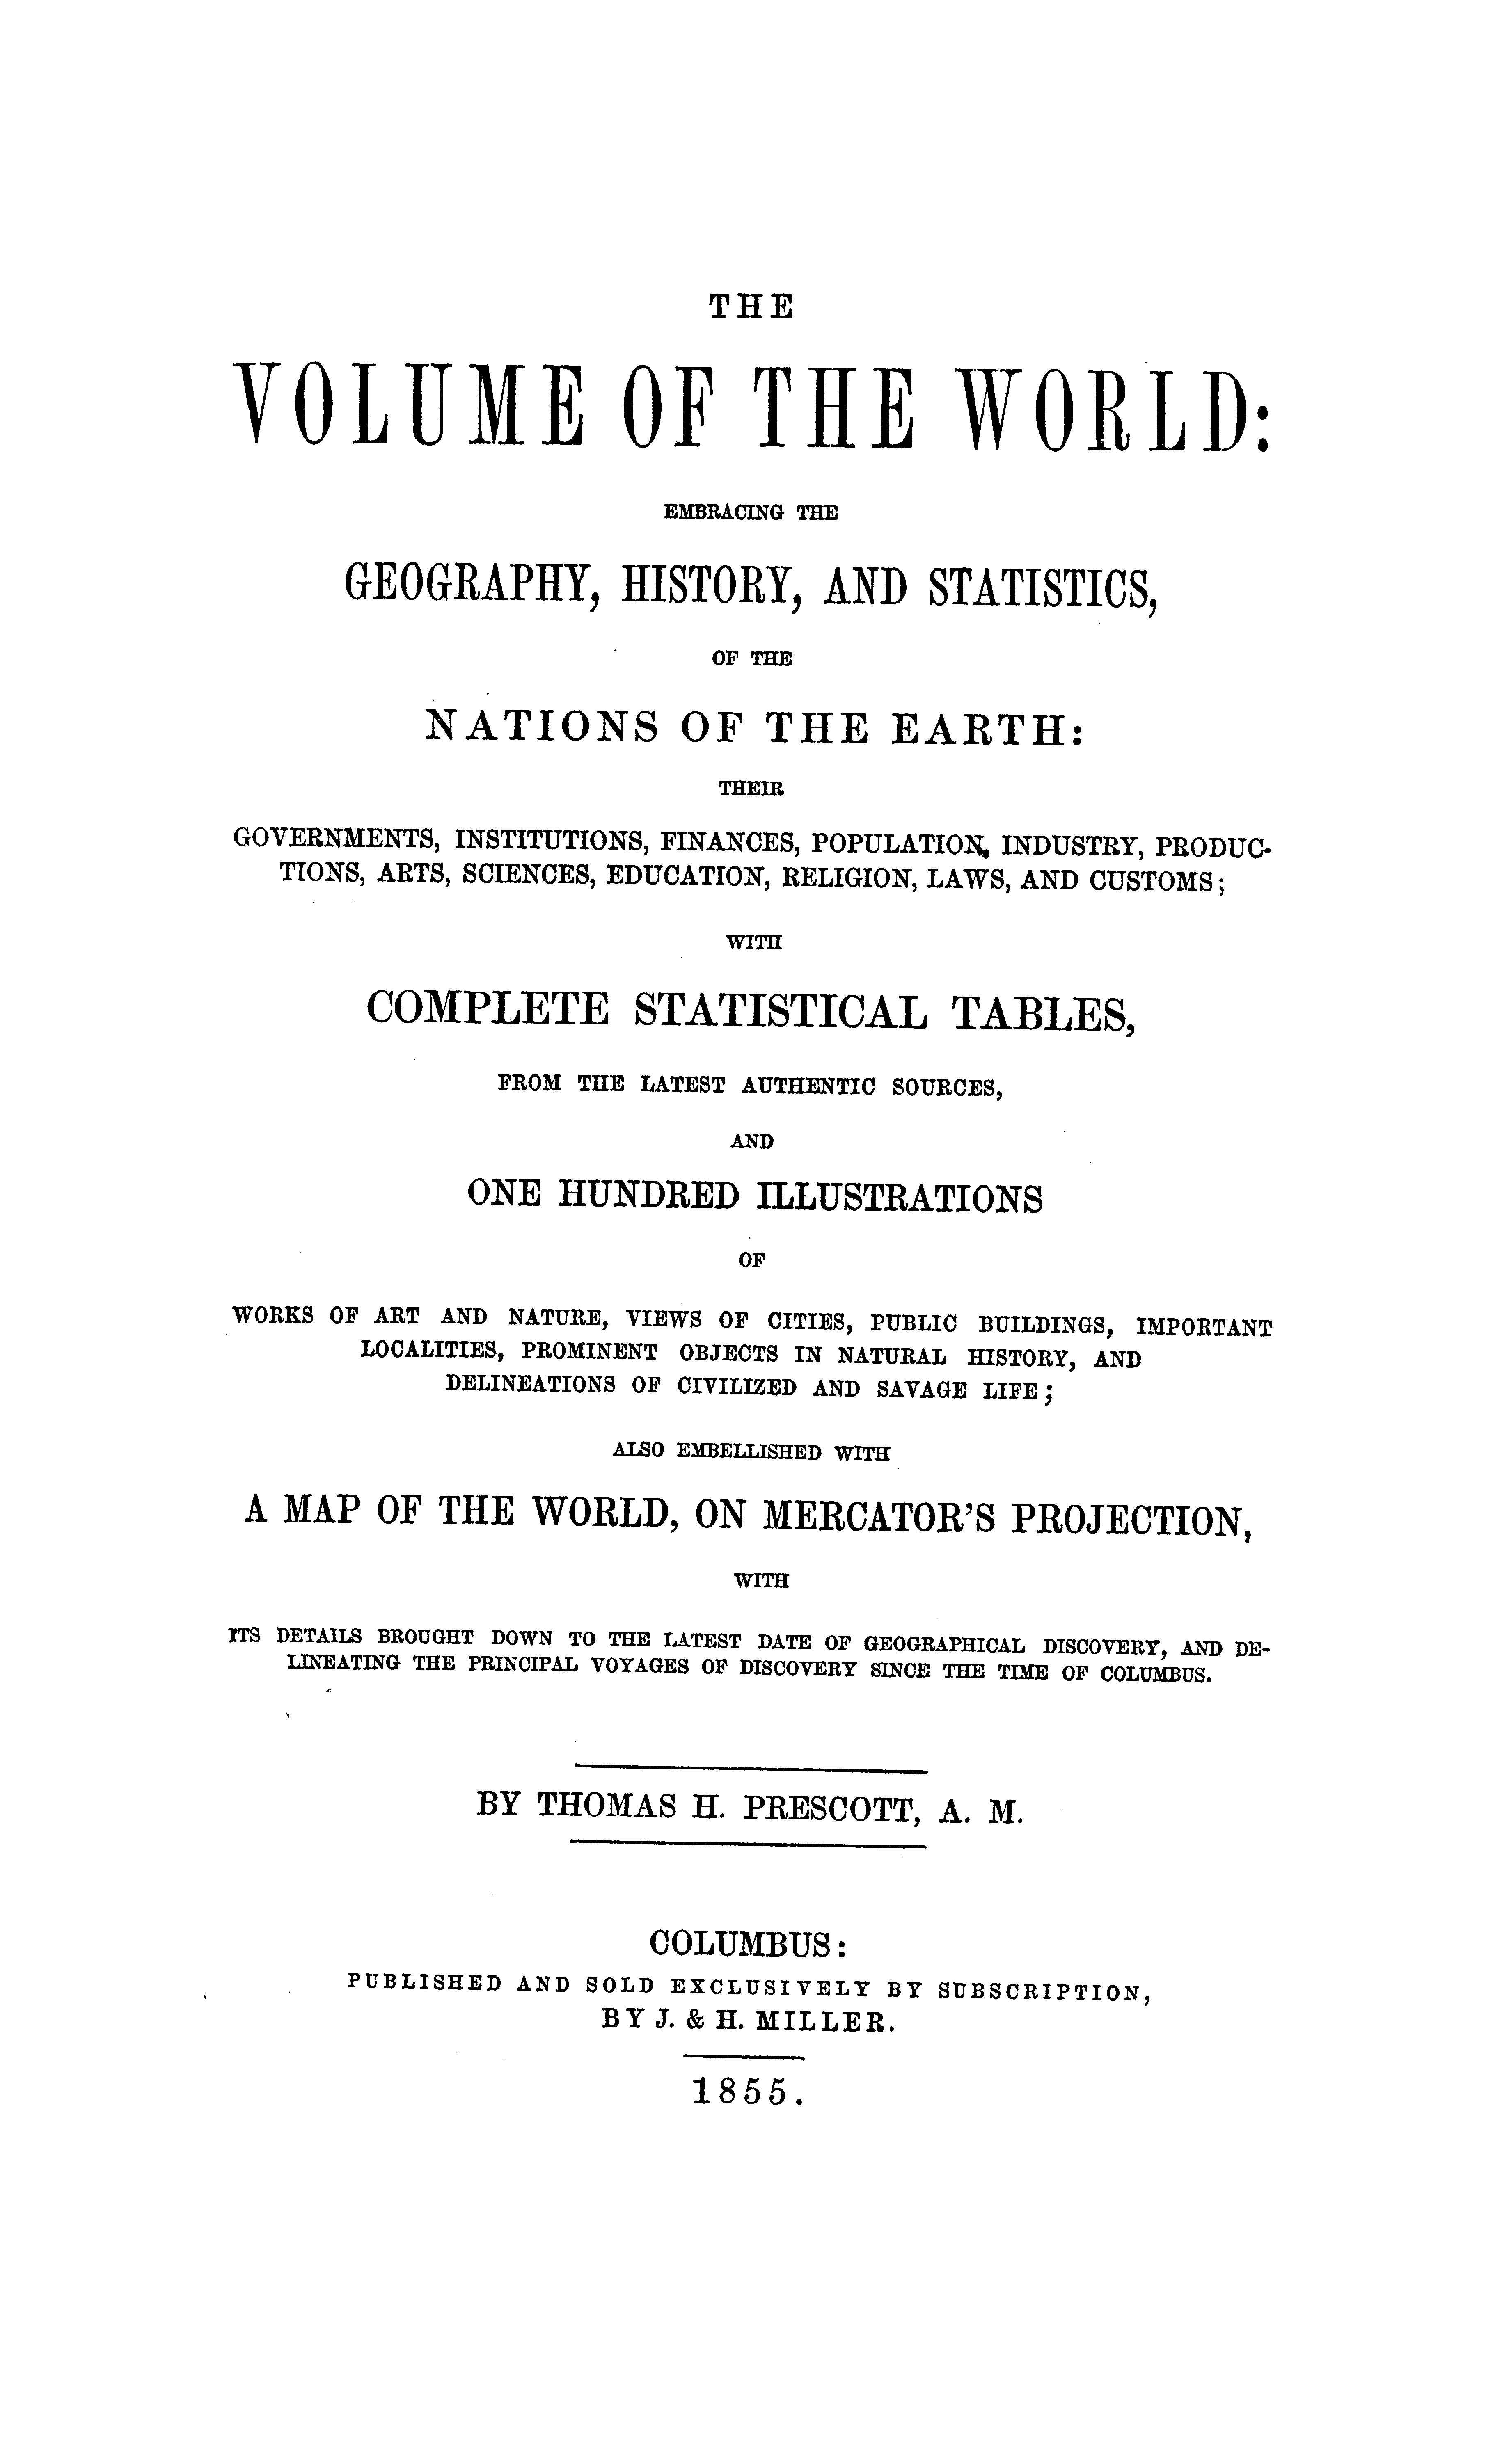 THE
VOLUME OF THE WORLD:
EMBRACING THE
GEOGRAPHY, HISTORY, AND STATISTICS,
OF THE
NATIONS OF THE EARTH:
THEIR
GOVERNMENTS, INSTITUTIONS, FINANCES, POPULATION, INDUSTRY, PRODUC-
TIONS, ARTS, SCIENCES, EDUCATION, RELIGION, LAWS, AND CUSTOMS;
WITH
COMPLETE STATISTICAL TABLES,
FROM THE LATEST AUTHENTIC SOURCES,
AND
ONE HUNDRED ILLUSTRATIONS
OF
WORKS OF ART AND NATURE, VIEWS OF CITIES, PUBLIC BUILDINGS, IMPORTANT
LOCALITIES, PROMINENT OBJECTS IN NATURAL HISTORY, AND
DELINEATIONS OF CIVILIZED AND SAVAGE LIFE;
ALSO EMBELLISHED WITH
A MAP OF THE WORLD, ON MERCATOR'S PROJECTION,
WITH
ITS DETAILS BROUGHT DOWN TO THE LATEST DATE OF GEOGRAPHICAL DISCOVERY, AND DE-
LINEATING THE PRINCIPAL VOYAGES OF DISCOVERY SINCE THE TIME OF COLUMBUS.
BY THOMAS H. PRESCOTT, A. M.
COLUMBUS:
PUBLISHED AND SOLD EXCLUSIVELY BY SUBSCRIPTION,
BY J. & H. MILLER.
1855.